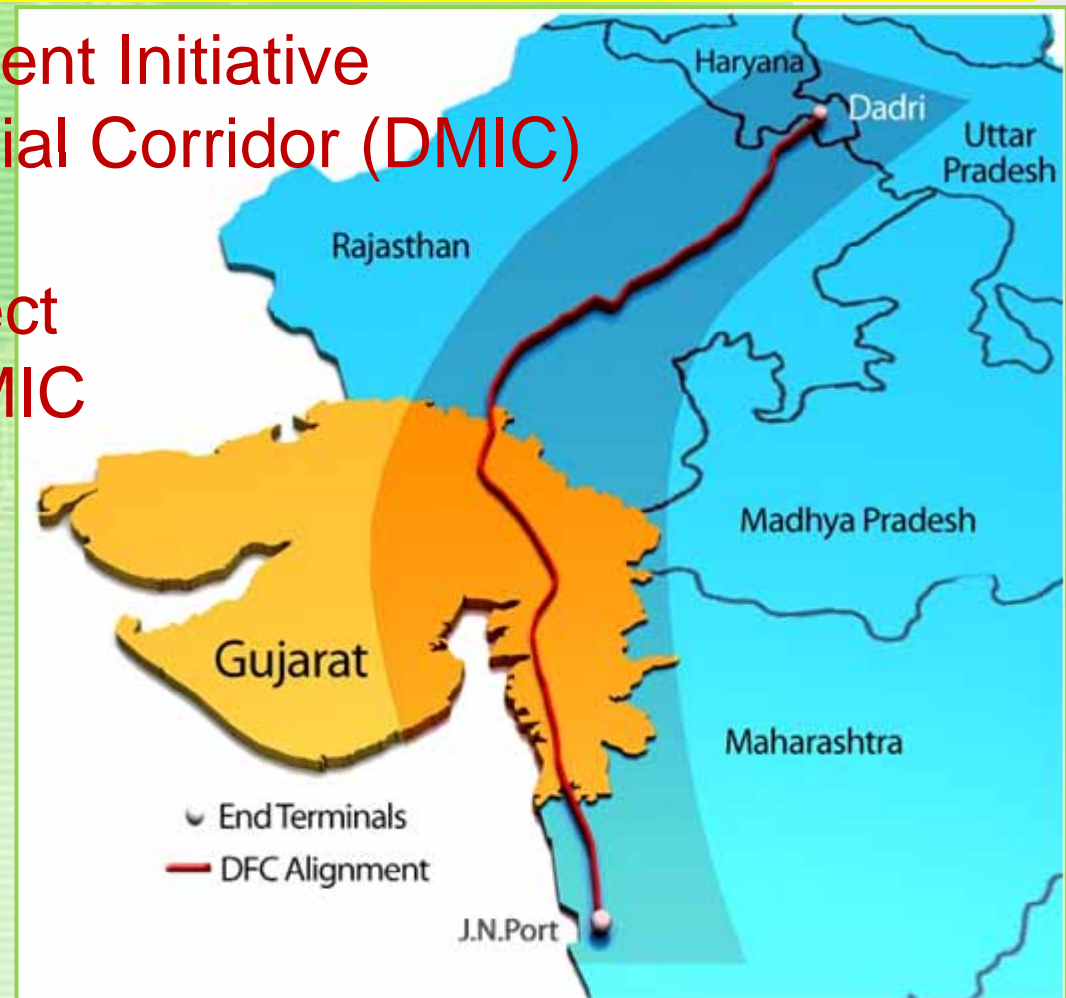 ent Initiative
ial Corridor (DMIC)
ect
MIC
Haryana
Dadri
Uttar
Pradesh
Rajasthan
Madhya Pradesh
Gujarat
Maharashtra
End Terminals
DFC Alignment
J.N.Port